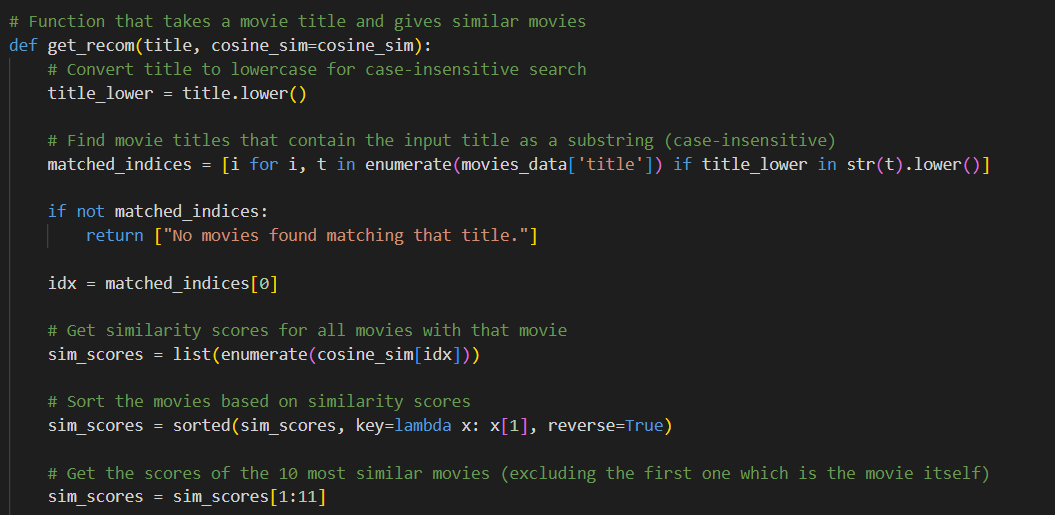 # Function that takes a movie title and gives similar movies
def get_recom(title, cosine_sim=cosine_sim):
    # Convert title to lowercase for case-insensitive search
    title_lower = title.lower()

    # Find movie titles that contain the input title as a substring (case-insensitive)
    matched_indices = [i for i, t in enumerate(movies_data['title']) if title_lower in str(t).lower()]

    if not matched_indices:
        return ["No movies found matching that title."]

    idx = matched_indices[0]

    # Get similarity scores for all movies with that movie
    sim_scores = list(enumerate(cosine_sim[idx]))

    # Sort the movies based on similarity scores
    sim_scores = sorted(sim_scores, key=lambda x: x[1], reverse=True)

    # Get the scores of the 10 most similar movies (excluding the first one which is the movie itself)
    sim_scores = sim_scores[1:11]